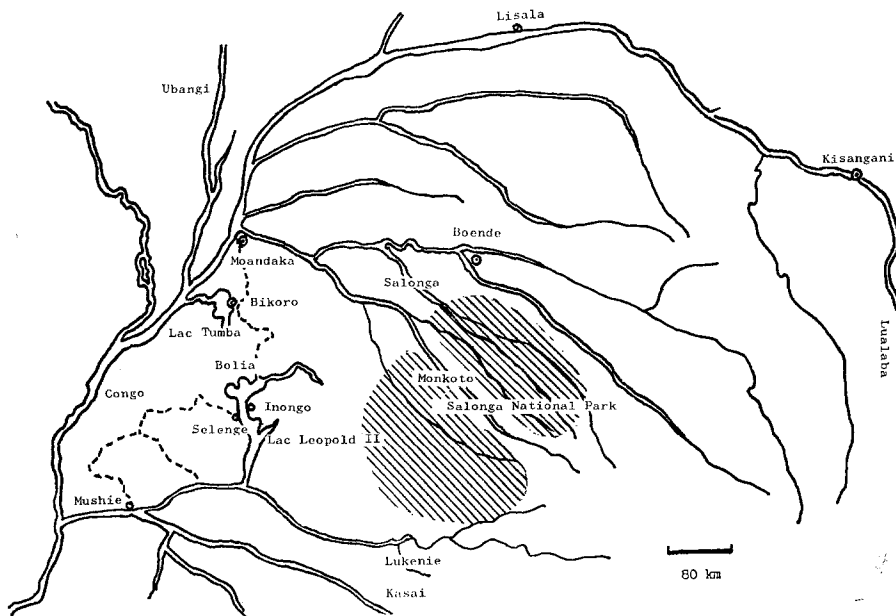 Lisala
Ubangi
Kisangani
Boende
Moandaka
Salonga
Bikoro
Lac Tumba
Lualaba
Bolia
Monkoto
Congo
Inongo
Salonga National Park
Selenge
Lac Leopold II
Mushie
Lukenie
80 km
Kasai